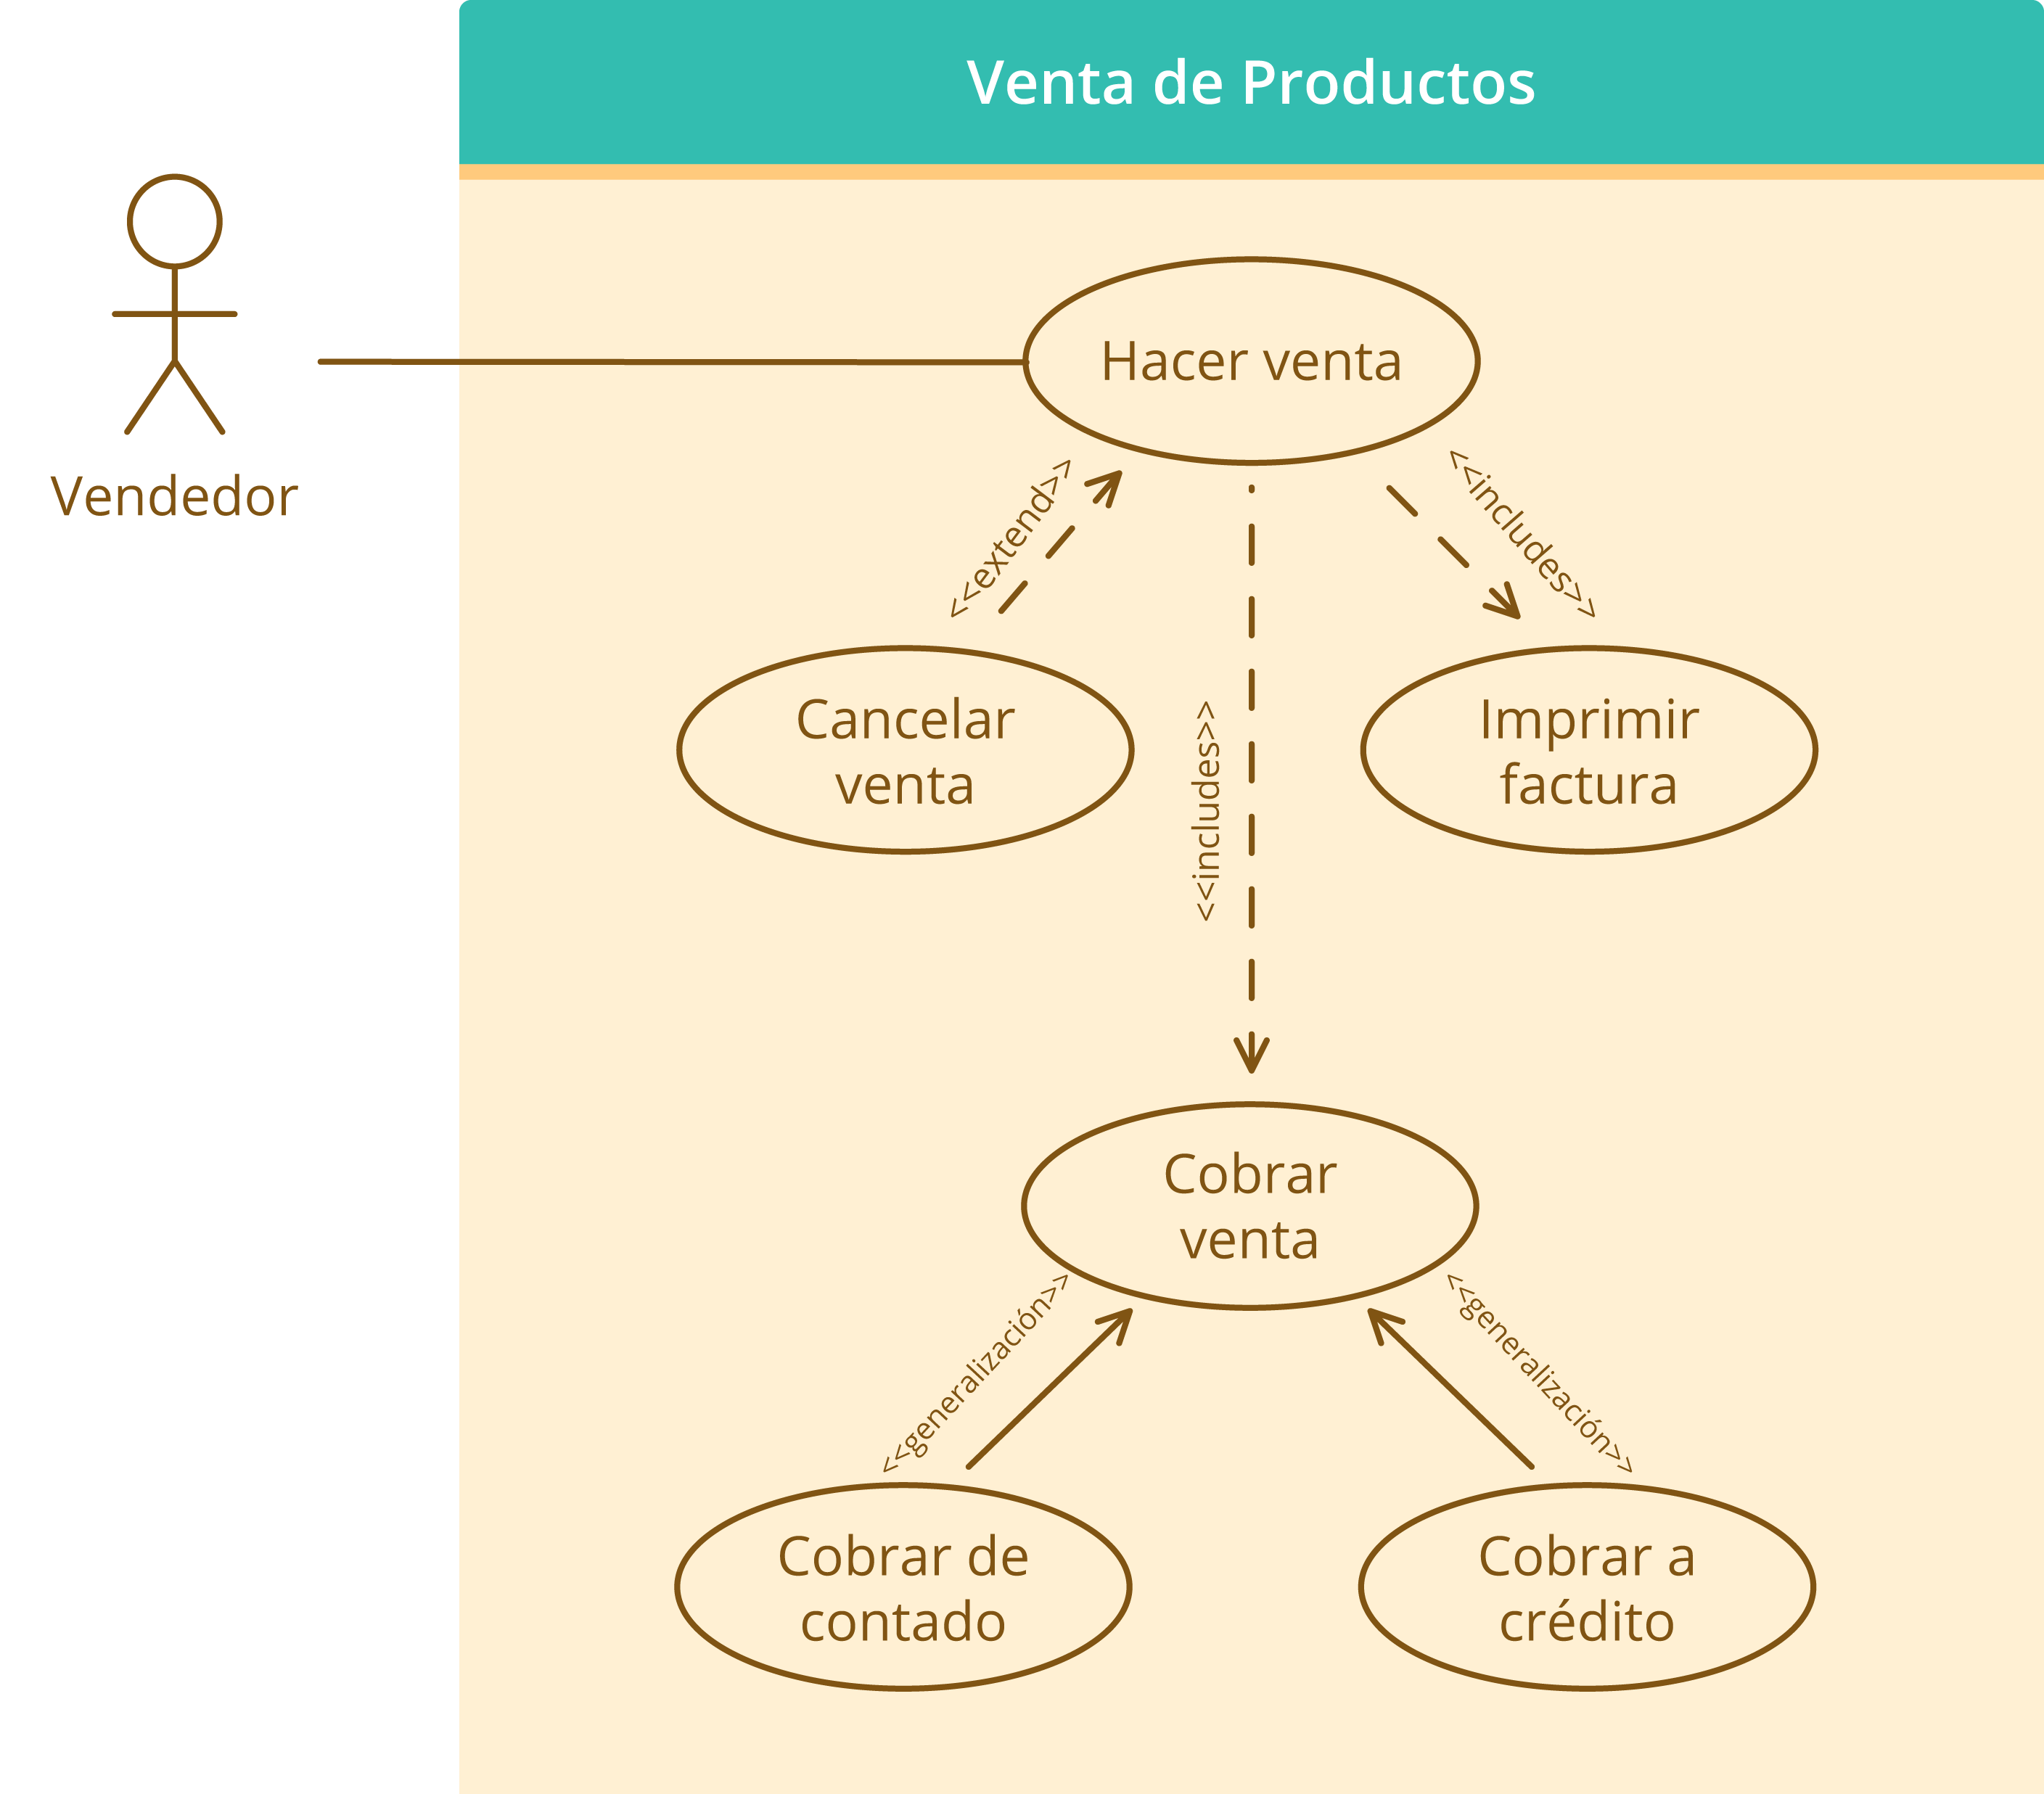 Venta de Productos
Vendedor
Hacer venta
<<extend>>
<<includes>>
Cancelar
venta
<<includes>>
Imprimir
factura
Cobrar
venta
<<generalización>>
<<generalización>>
Cobrar de
contado
Cobrar a
crédito